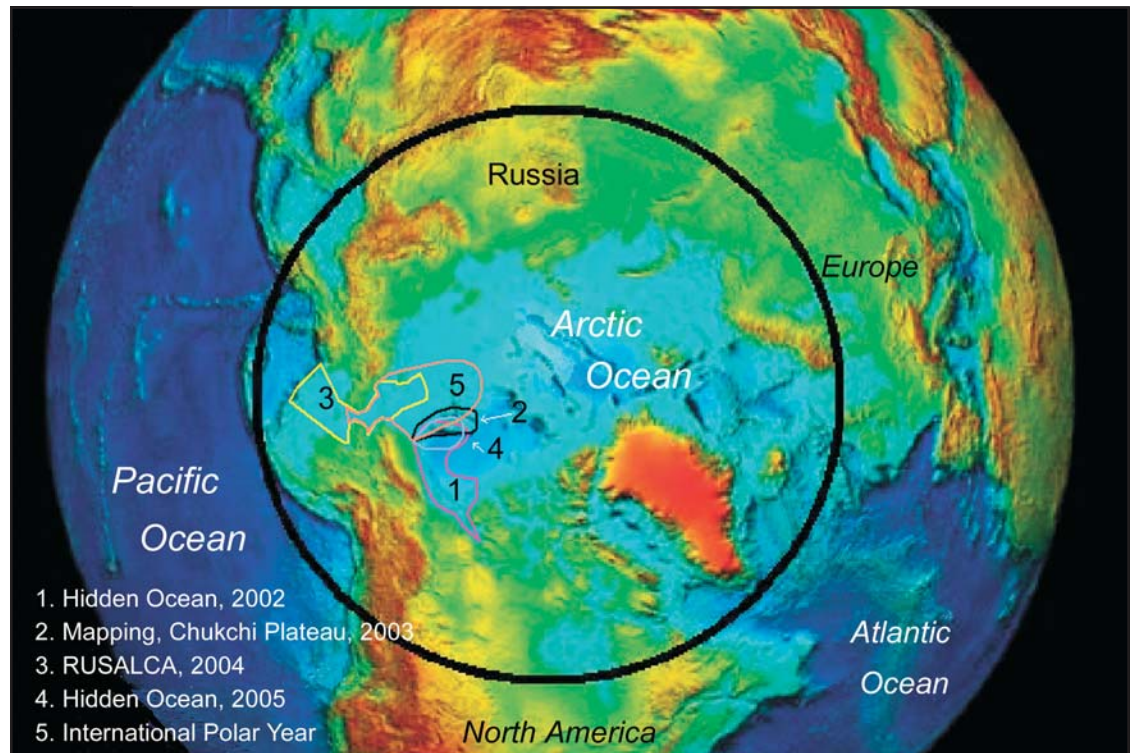 Russia
Europe
Arctic
Ocean
3
5
2
4
1
Pacific
Ocean
1. Hidden Ocean, 2002
2. Mapping, Chukchi Plateau, 2003
3. RUSALCA, 2004
4. Hidden Ocean, 2005
5. International Polar Year
Atlantic
Ocean
North America